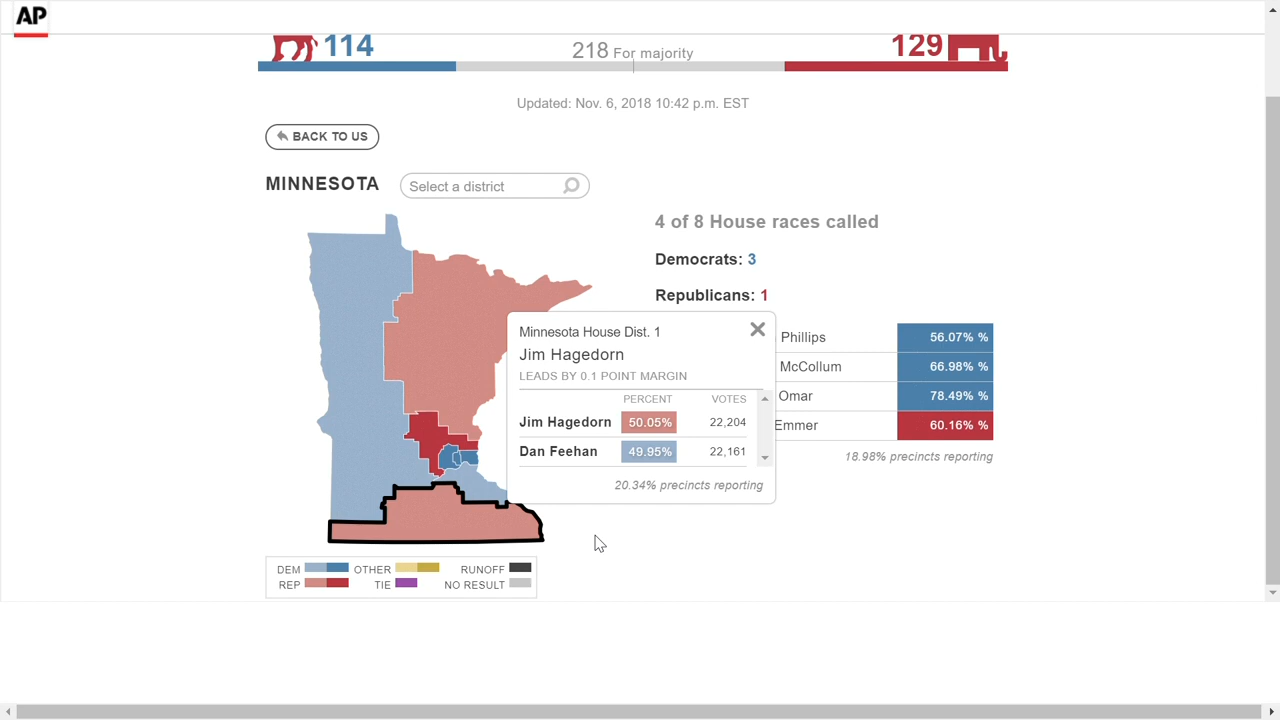 AP
114
218 For majority
129
Updated: Nov. 6, 2018 10:42 p.m. EST
BACK TO US
MINNESOTA
Select a district
4 of 8 House races called
Democrats: 3
Republicans: 1
Phillips 56.07% %
McCollum 66.98% %
Omar 78.49% %
Emmer 60.16% %
18.98% precincts reporting
Minnesota House Dist. 1
Jim Hagedorn
LEADS BY 0.1 POINT MARGIN
PERCENT VOTES
Jim Hagedorn 50.05% 22,204
Dan Feehan 49.95% 22,161
20.34% precincts reporting
DEM OTHER RUNOFF
REP TIE NO RESULT